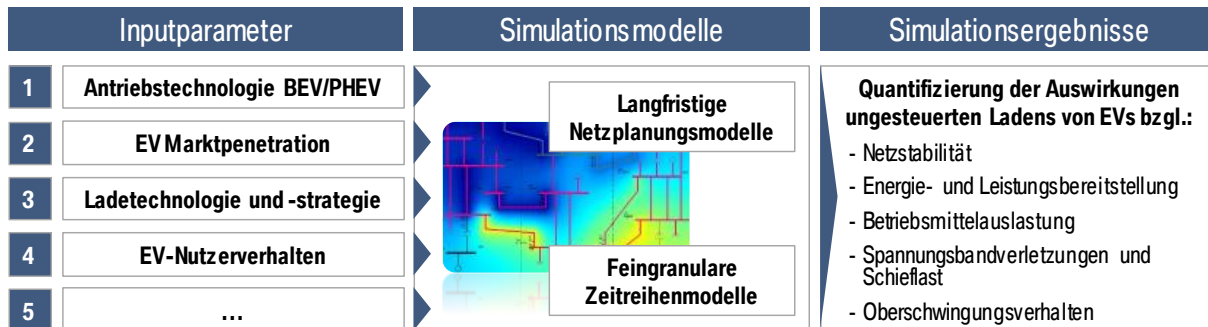 Inputparameter
1
Antriebstechnologie BEV/PHEV
2
EV Marktpenetration
3
Ladetechnologie und -strategie
4
EV-Nutzerverhalten
5
...
Simulationsmodelle
Langfristige
Netzplanungsmodelle
Feingranulare
Zeitreihenmodelle
Simulationsergebnisse
Quantifizierung der Auswirkungen
ungesteuerten Ladens von EVs bzgl.:
- Netzstabilität
- Energie- und Leistungsbereitstellung
- Betriebsmittelauslastung
- Spannungsbandverletzungen und
Schieflast
- Oberschwingungsverhalten